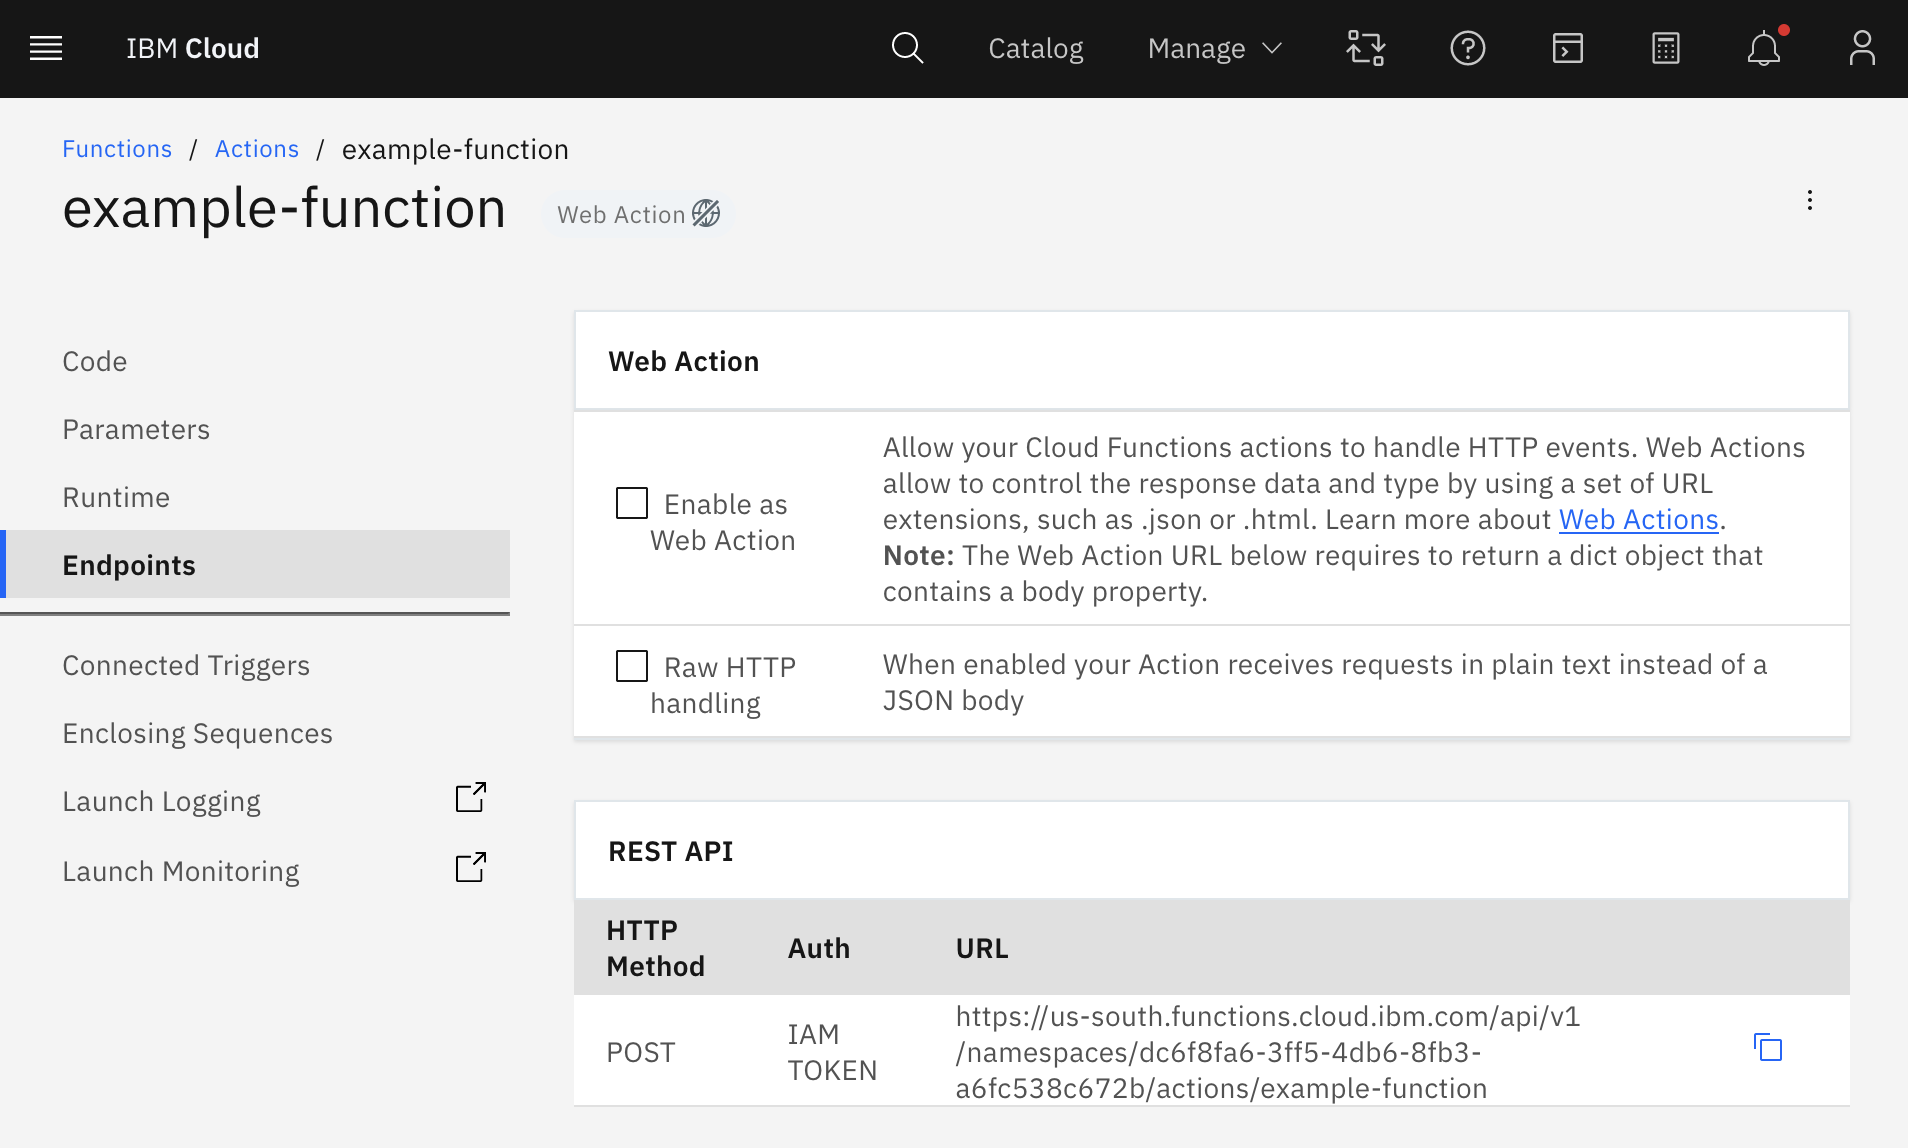 IBM Cloud
Catalog
Manage
Functions / Actions / example-function
example-function
Web Action
Code
Parameters
Runtime
Endpoints
Connected Triggers
Enclosing Sequences
Launch Logging
Launch Monitoring
Web Action
Enable as
Web Action
Allow your Cloud Functions actions to handle HTTP events. Web Actions
allow to control the response data and type by using a set of URL
extensions, such as .json or .html. Learn more about Web Actions.
Note: The Web Action URL below requires to return a dict object that
contains a body property.
Raw HTTP
handling
When enabled your Action receives requests in plain text instead of a
JSON body
REST API
HTTP
Method
Auth
URL
POST
IAM
TOKEN
https://us-south.functions.cloud.ibm.com/api/v1
/namespaces/dc6f8fa6-3ff5-4db6-8fb3-
a6fc538c672b/actions/example-function